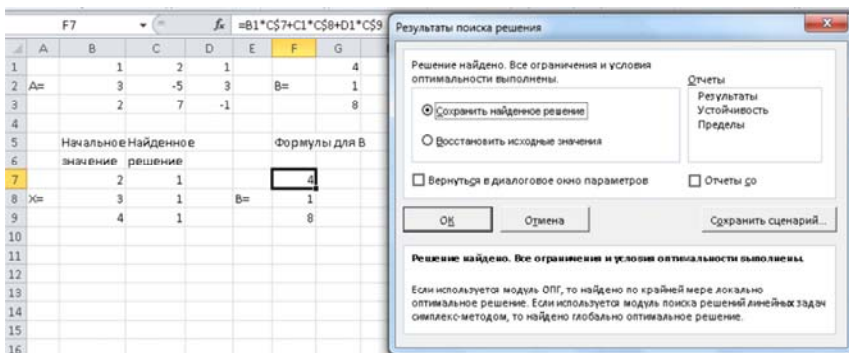 F7 fx =B1*C$7+C1*C$8+D1*C$9
A B C D E F G
1 1 2 1 4
2 A= 3 -5 3 B= 1
3 2 7 -1 8
4
5 Начальное Найденное Формулы для В
6 значение решение
7 2 1 4
8 X= 3 1 B= 1
9 4 1 8
10
11
12
13
14
15
16
Результаты поиска решения
Решение найдено. Все ограничения и условия
оптимальности выполнены.
Отчеты
Результаты
Устойчивость
Пределы
Сохранить найденное решение
Восстановить исходные значения
Вернуться в диалоговое окно параметров
Отчеты со
ОК
Отмена
Сохранить сценарий...
Решение найдено. Все ограничения и условия оптимальности выполнены.
Если используется модуль ОПГ, то найдено по крайней мере локально
оптимальное решение. Если используется модуль поиска решений линейных задач
симплекс-методом, то найдено глобально оптимальное решение.